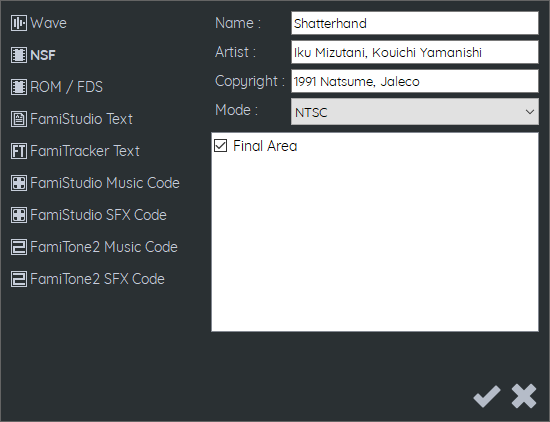 Wave
NSF
ROM / FDS
FamiStudio Text
FT FamiTracker Text
FamiStudio Music Code
FamiStudio SFX Code
FamiTone2 Music Code
FamiTone2 SFX Code
Name : Shatterhand
Artist : Iku Mizutani, Kouichi Yamanishi
Copyright : 1991 Natsume, Jaleco
Mode : NTSC
Final Area